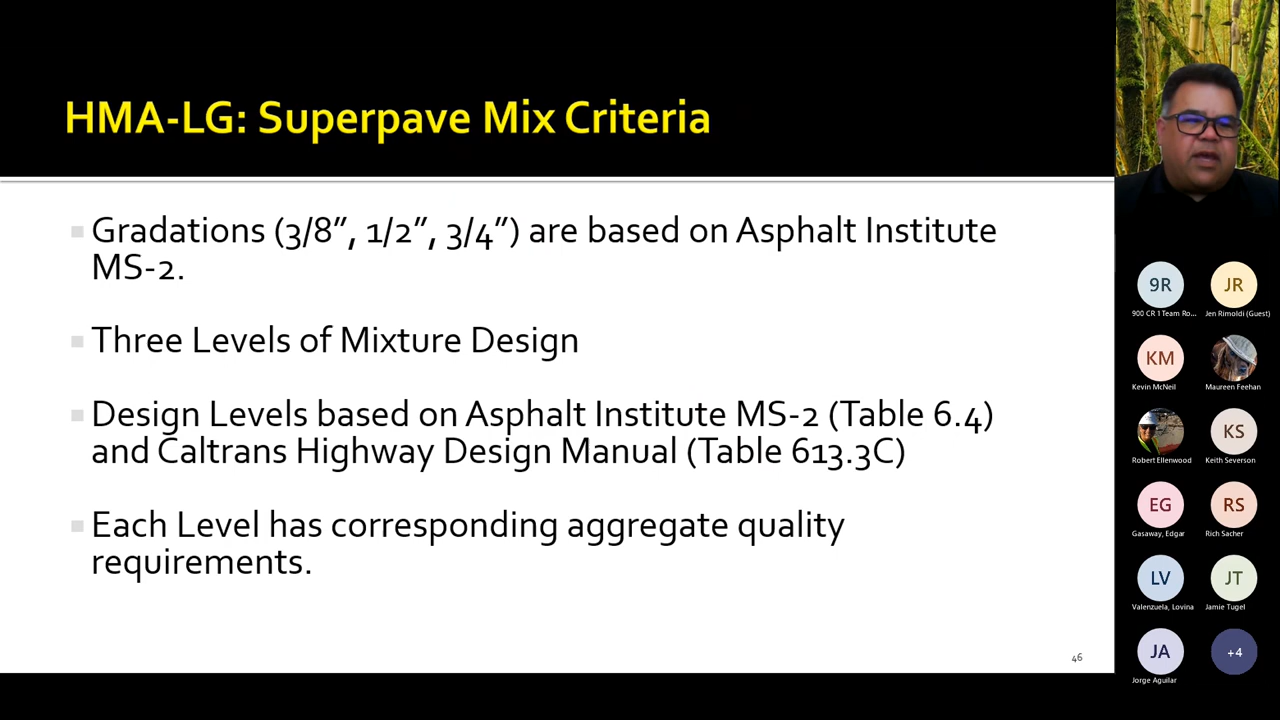 HMA-LG: Superpave Mix Criteria
Gradations (3/8”, 1/2”, 3/4”) are based on Asphalt Institute
MS-2.
Three Levels of Mixture Design
Design Levels based on Asphalt Institute MS-2 (Table 6.4)
and Caltrans Highway Design Manual (Table 613.3C)
Each Level has corresponding aggregate quality
requirements.
46
9R
JR
900 CR 1Team Ro...
Jen Rimoldi (Guest)
KM
Kevin McNeil
Maureen Feehan
KS
Robert Ellenwood
Keith Severson
EG
RS
Gasaway, Edgar
Rich Sacher
LV
JT
Valenzuela, Lovina
Jamie Tugel
JA
+4
Jorge Aguilar